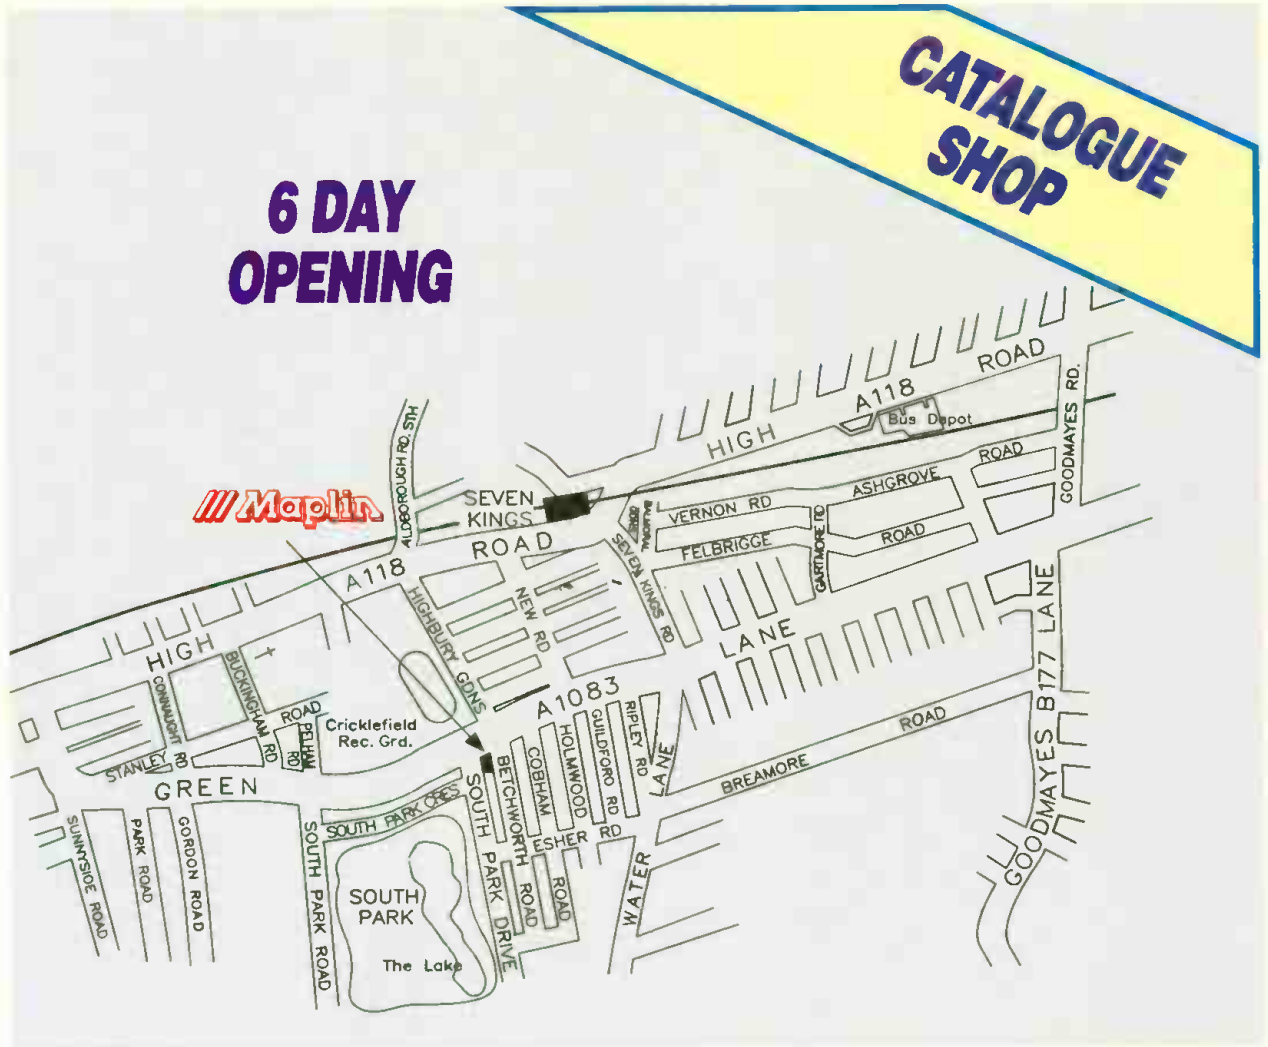 CATALOGUE
SHOP
6 DAY
OPENING
Maplin
HIGH
ROAD
A118
Bus Depot
GOODMAYES RD.
ALDBOROUGH RD. STH
SEVEN
KINGS
ROAD
A118
VERNON RD
ASHGROVE
ROAD
FELBRIGGE
ROAD
GARTMORE RD
SEVEN KINGS RD
HIGHBURY GDNS
NEW RD
LANE
HIGH
BUCKINGHAM RD
CONNAUGHT RD
ROAD
PELHAM
RD
STANLEY
GREEN
Cricklefield
Rec. Grd.
A1083
BETCHWORTH
ROAD
COBHAM
ROAD
HOLMWOOD
GUILDFORD RD
RIPLEY RD
ESHER RD
LANE
WATER
BREAMORE
ROAD
GOODMAYES B177 LANE
SOUTH PARK CRES
SOUTH PARK DRIVE
SOUTH PARK ROAD
SOUTH
PARK
The Lake
SUNNYSIDE ROAD
PARK ROAD
GORDON ROAD